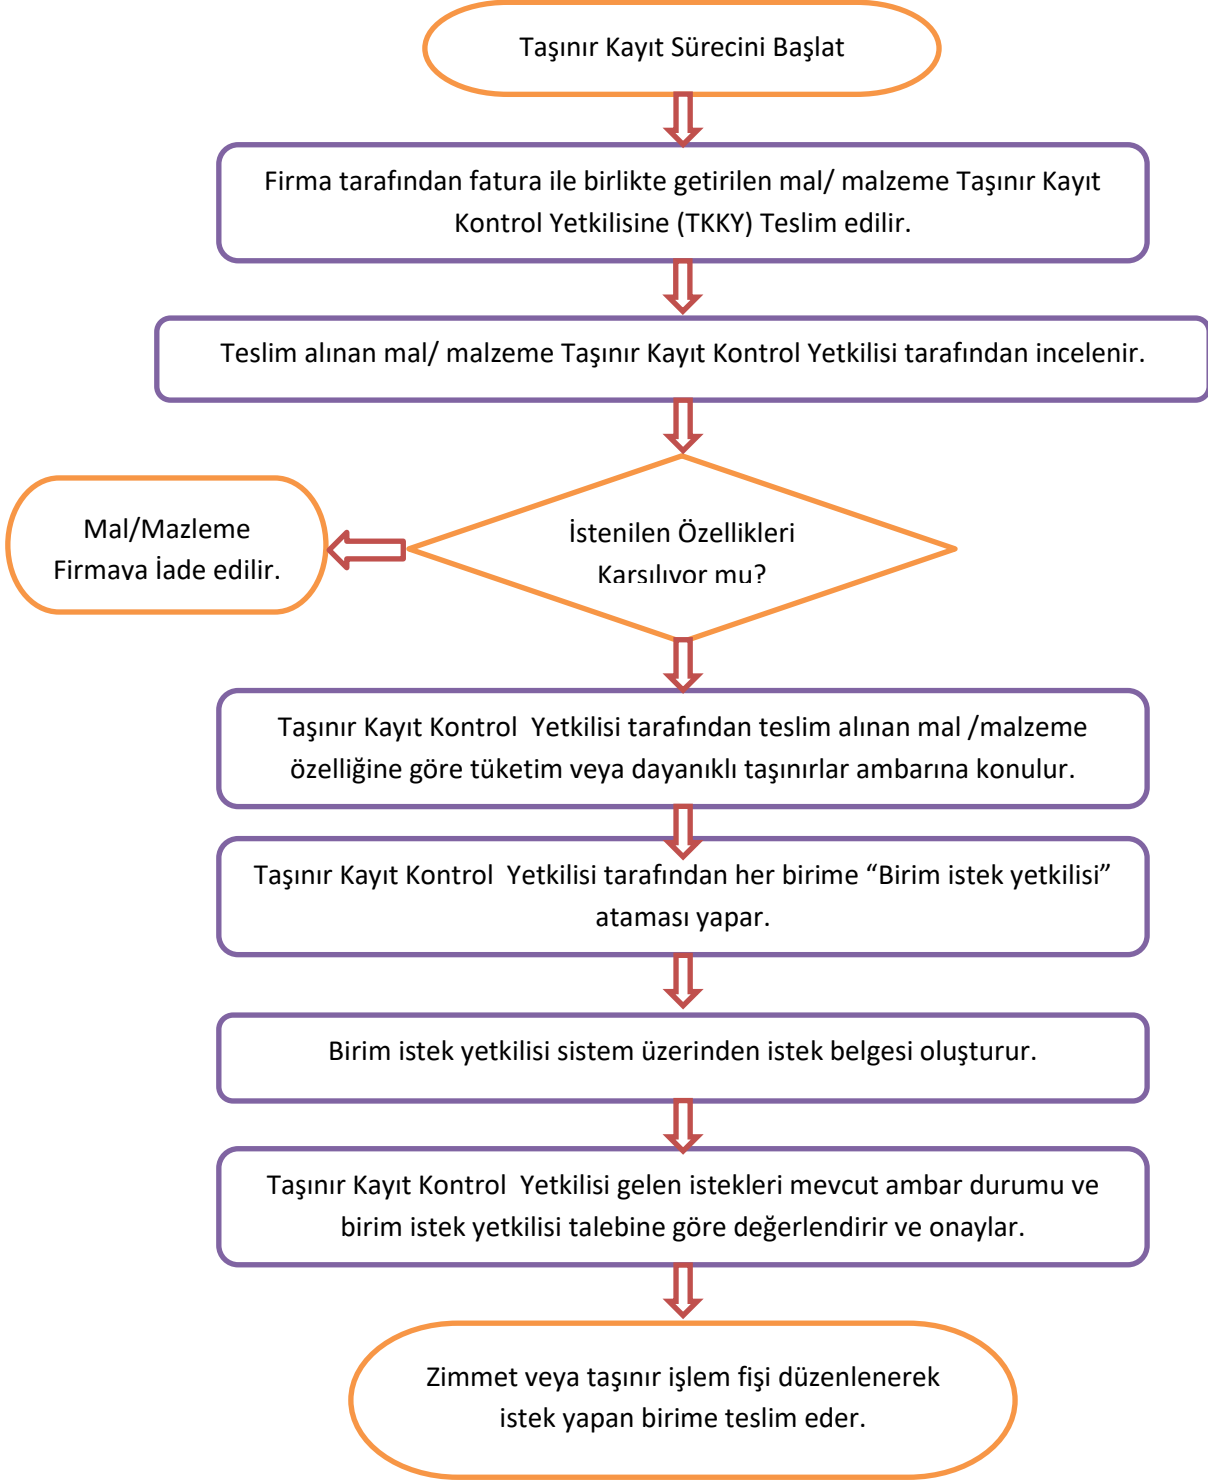 Taşınır Kayıt Sürecini Başlat
Firma tarafından fatura ile birlikte getirilen mal/ malzeme Taşınır Kayıt
Kontrol Yetkilisine (TKKY) Teslim edilir.
Teslim alınan mal/ malzeme Taşınır Kayıt Kontrol Yetkilisi tarafından incelenir.
Mal/Mazleme
Firmaya İade edilir.
İstenilen Özellikleri
Karşılıyor mu?
Taşınır Kayıt Kontrol  Yetkilisi tarafından teslim alınan mal /malzeme
özelliğine göre tüketim veya dayanıklı taşınırlar ambarına konulur.
Taşınır Kayıt Kontrol  Yetkilisi tarafından her birime “Birim istek yetkilisi”
ataması yapar.
Birim istek yetkilisi sistem üzerinden istek belgesi oluşturur.
Taşınır Kayıt Kontrol  Yetkilisi gelen istekleri mevcut ambar durumu ve
birim istek yetkilisi talebine göre değerlendirir ve onaylar.
Zimmet veya taşınır işlem fişi düzenlenerek
istek yapan birime teslim eder.